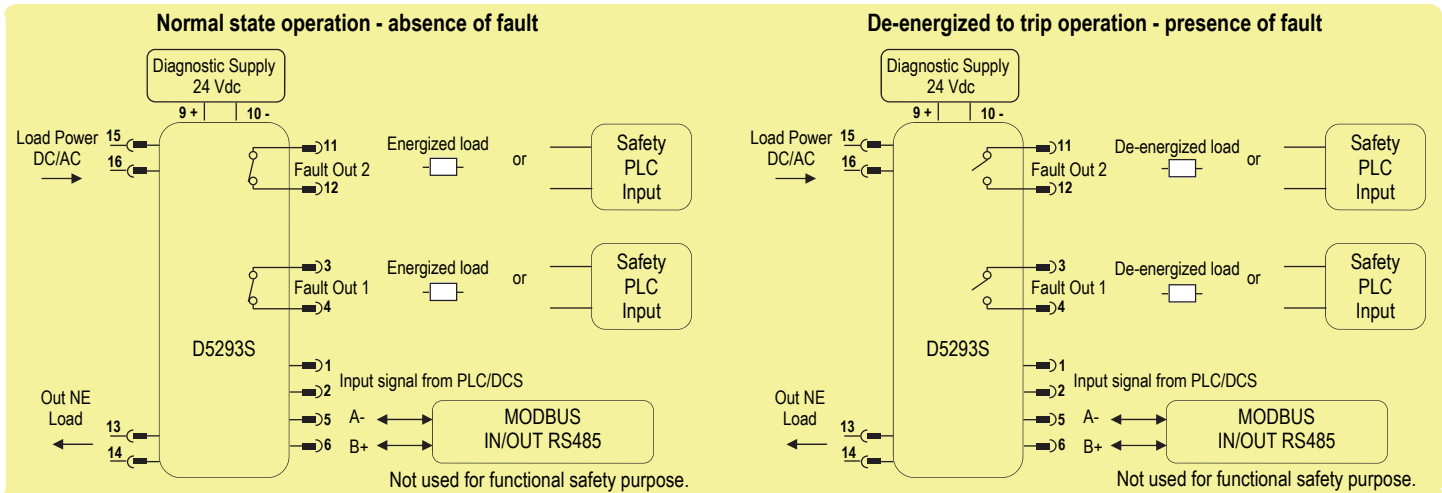 Normal state operation - absence of fault
Diagnostic Supply
24 Vdc
9 +
10 -
Load Power
DC/AC
15
16
11
Fault Out 2
12
Energized load
or
Safety
PLC
Input
3
Fault Out 1
4
Energized load
or
Safety
PLC
Input
D5293S
1
2
Input signal from PLC/DCS
Out NE
Load
13
14
5
A-
6
B+
MODBUS
IN/OUT RS485
Not used for functional safety purpose.
De-energized to trip operation - presence of fault
Diagnostic Supply
24 Vdc
9 +
10 -
Load Power
DC/AC
15
16
11
Fault Out 2
12
De-energized load
or
Safety
PLC
Input
3
Fault Out 1
4
De-energized load
or
Safety
PLC
Input
D5293S
1
2
Input signal from PLC/DCS
Out NE
Load
13
14
5
A-
6
B+
MODBUS
IN/OUT RS485
Not used for functional safety purpose.